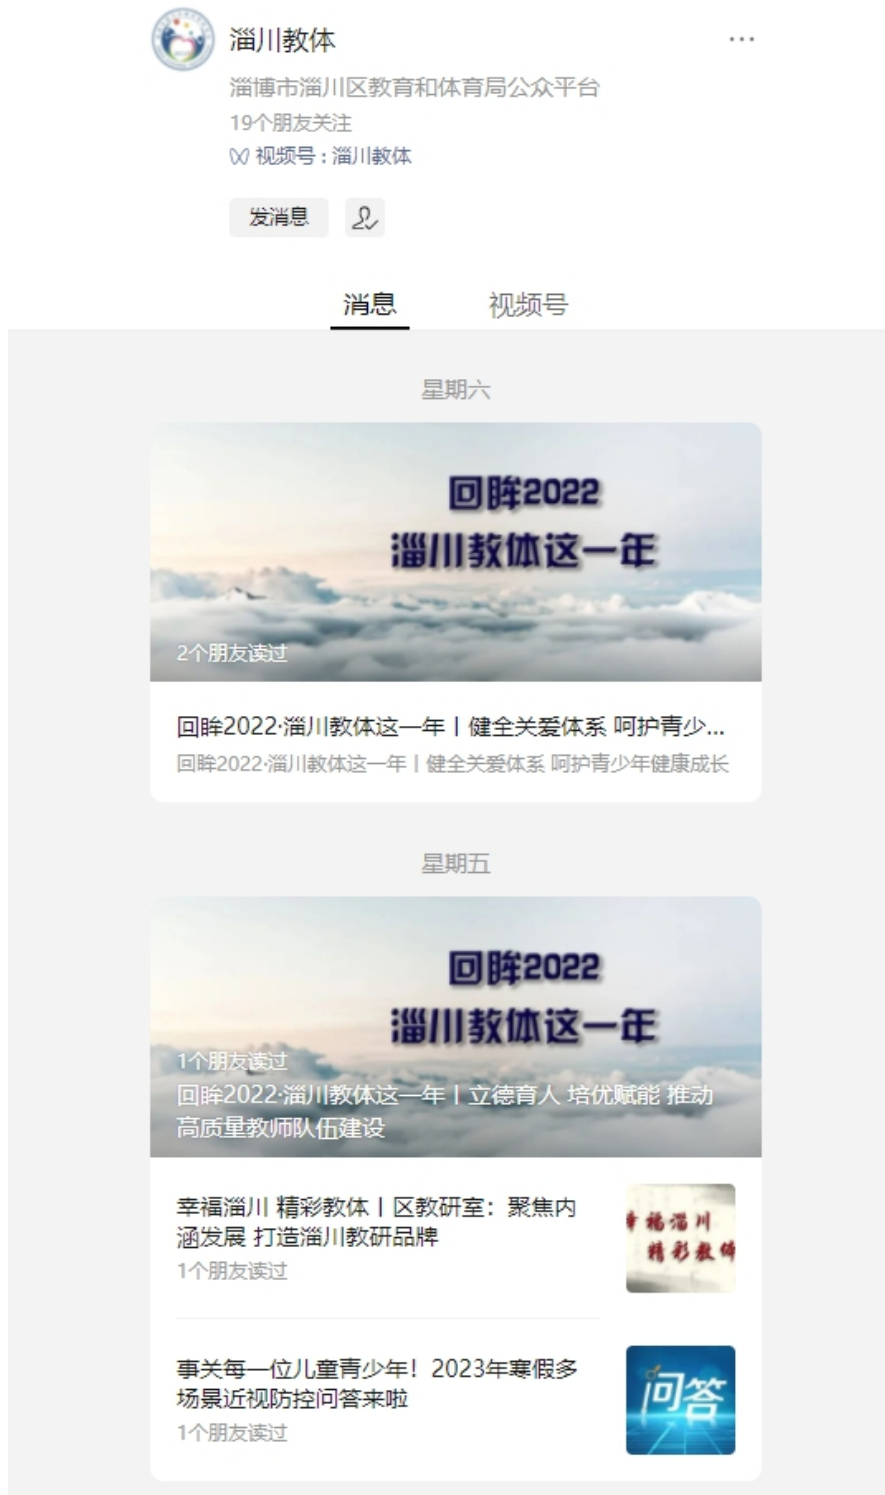 淄川教体
淄博市淄川区教育和体育局公众平台
19个朋友关注
视频号：淄川教体
发消息
消息 视频号
星期六
回眸2022
淄川教体这一年
2个朋友读过
回眸2022·淄川教体这一年丨健全关爱体系 呵护青少...
回眸2022·淄川教体这一年丨健全关爱体系 呵护青少年健康成长
星期五
回眸2022
淄川教体这一年
1个朋友读过
回眸2022·淄川教体这一年丨立德育人 培优赋能 推动
高质量教师队伍建设
幸福淄川 精彩教体丨区教研室：聚焦内
涵发展 打造淄川教研品牌
1个朋友读过
幸福淄川
精彩教体
事关每一位儿童青少年！2023年寒假多
场景近视防控问答来啦
1个朋友读过
问答